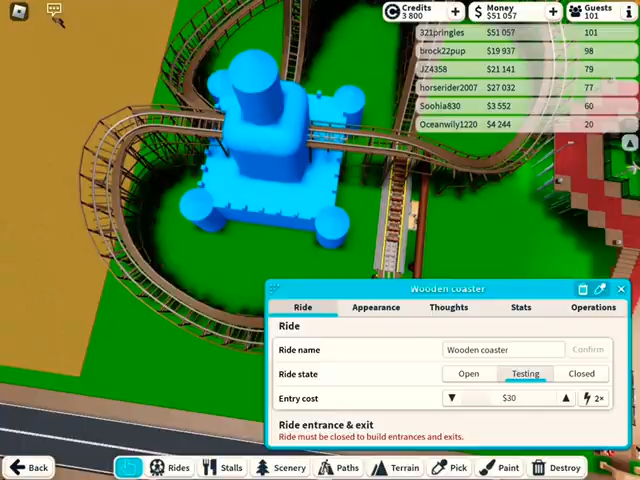 Credits
3 800
+
$ Money
$51 057
+
Guests
101
321pringles $51 057 101
brock22pup $19 937 98
JZ4358 $21 141 79
horserider2007 $27 032 77
Soohia830 $3 552 60
Oceanwily1220 $4 244 20
Wooden coaster
Ride Appearance Thoughts Stats Operations
Ride
Ride name Wooden coaster Confirm
Ride state Open Testing Closed
Entry cost $30 2×
Ride entrance & exit
Ride must be closed to build entrances and exits.
Back Rides Stalls Scenery Paths Terrain Pick Paint Destroy